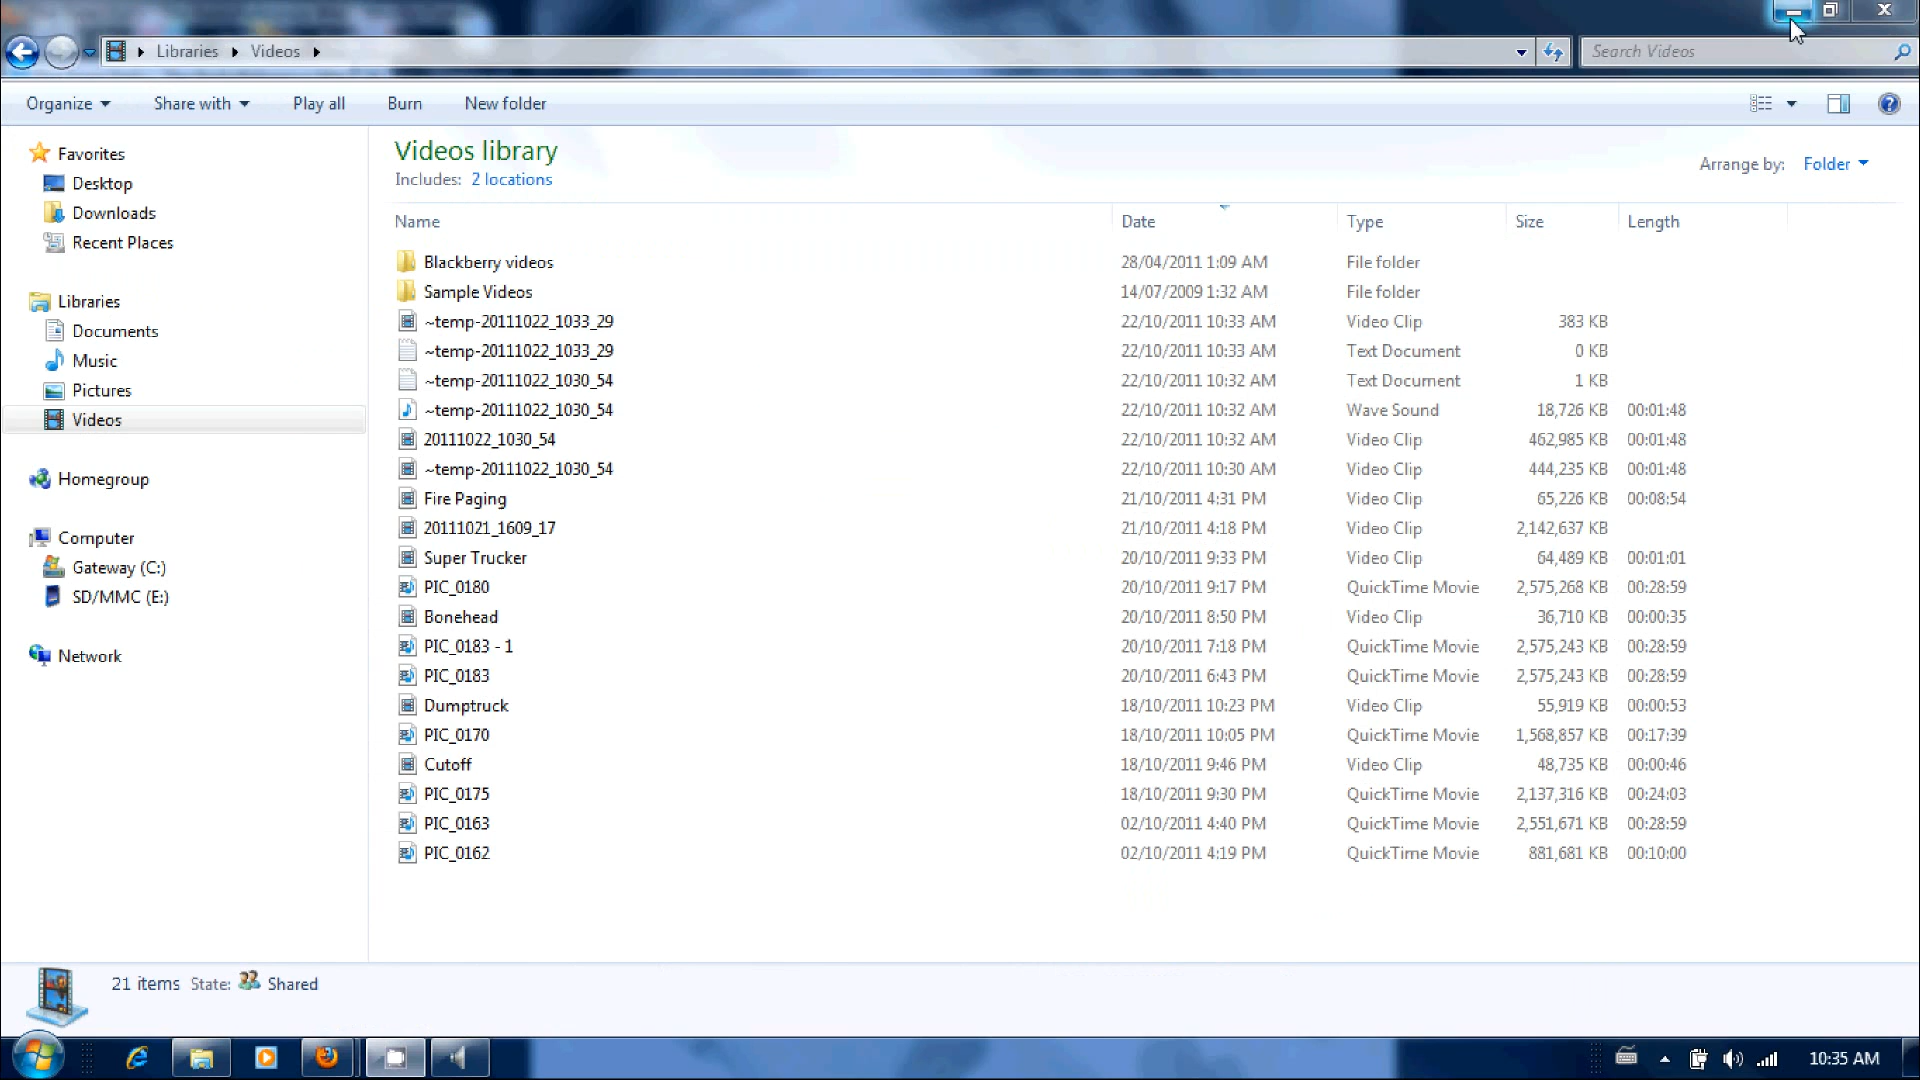 Libraries Videos
Search Videos
Organize Share with Play all Burn New folder
Videos library
Includes: 2 locations
Arrange by: Folder
Name Date Type Size Length
Favorites
Desktop
Downloads
Recent Places
Libraries
Documents
Music
Pictures
Videos
Homegroup
Computer
Gateway (C:)
SD/MMC (E:)
Network
Blackberry videos 28/04/2011 1:09 AM File folder
Sample Videos 14/07/2009 1:32 AM File folder
~temp-20111022_1033_29 22/10/2011 10:33 AM Video Clip 383 KB
~temp-20111022_1033_29 22/10/2011 10:33 AM Text Document 0 KB
~temp-20111022_1030_54 22/10/2011 10:32 AM Text Document 1 KB
~temp-20111022_1030_54 22/10/2011 10:32 AM Wave Sound 18,726 KB 00:01:48
20111022_1030_54 22/10/2011 10:32 AM Video Clip 462,985 KB 00:01:48
~temp-20111022_1030_54 22/10/2011 10:30 AM Video Clip 444,235 KB 00:01:48
Fire Paging 21/10/2011 4:31 PM Video Clip 65,226 KB 00:08:54
20111021_1609_17 21/10/2011 4:18 PM Video Clip 2,142,637 KB
Super Trucker 20/10/2011 9:33 PM Video Clip 64,489 KB 00:01:01
PIC_0180 20/10/2011 9:17 PM QuickTime Movie 2,575,268 KB 00:28:59
Bonehead 20/10/2011 8:50 PM Video Clip 36,710 KB 00:00:35
PIC_0183 - 1 20/10/2011 7:18 PM QuickTime Movie 2,575,243 KB 00:28:59
PIC_0183 20/10/2011 6:43 PM QuickTime Movie 2,575,243 KB 00:28:59
Dumptruck 18/10/2011 10:23 PM Video Clip 55,919 KB 00:00:53
PIC_0170 18/10/2011 10:05 PM QuickTime Movie 1,568,857 KB 00:17:39
Cutoff 18/10/2011 9:46 PM Video Clip 48,735 KB 00:00:46
PIC_0175 18/10/2011 9:30 PM QuickTime Movie 2,137,316 KB 00:24:03
PIC_0163 02/10/2011 4:40 PM QuickTime Movie 2,551,671 KB 00:28:59
PIC_0162 02/10/2011 4:19 PM QuickTime Movie 881,681 KB 00:10:00
21 items State: Shared
10:35 AM